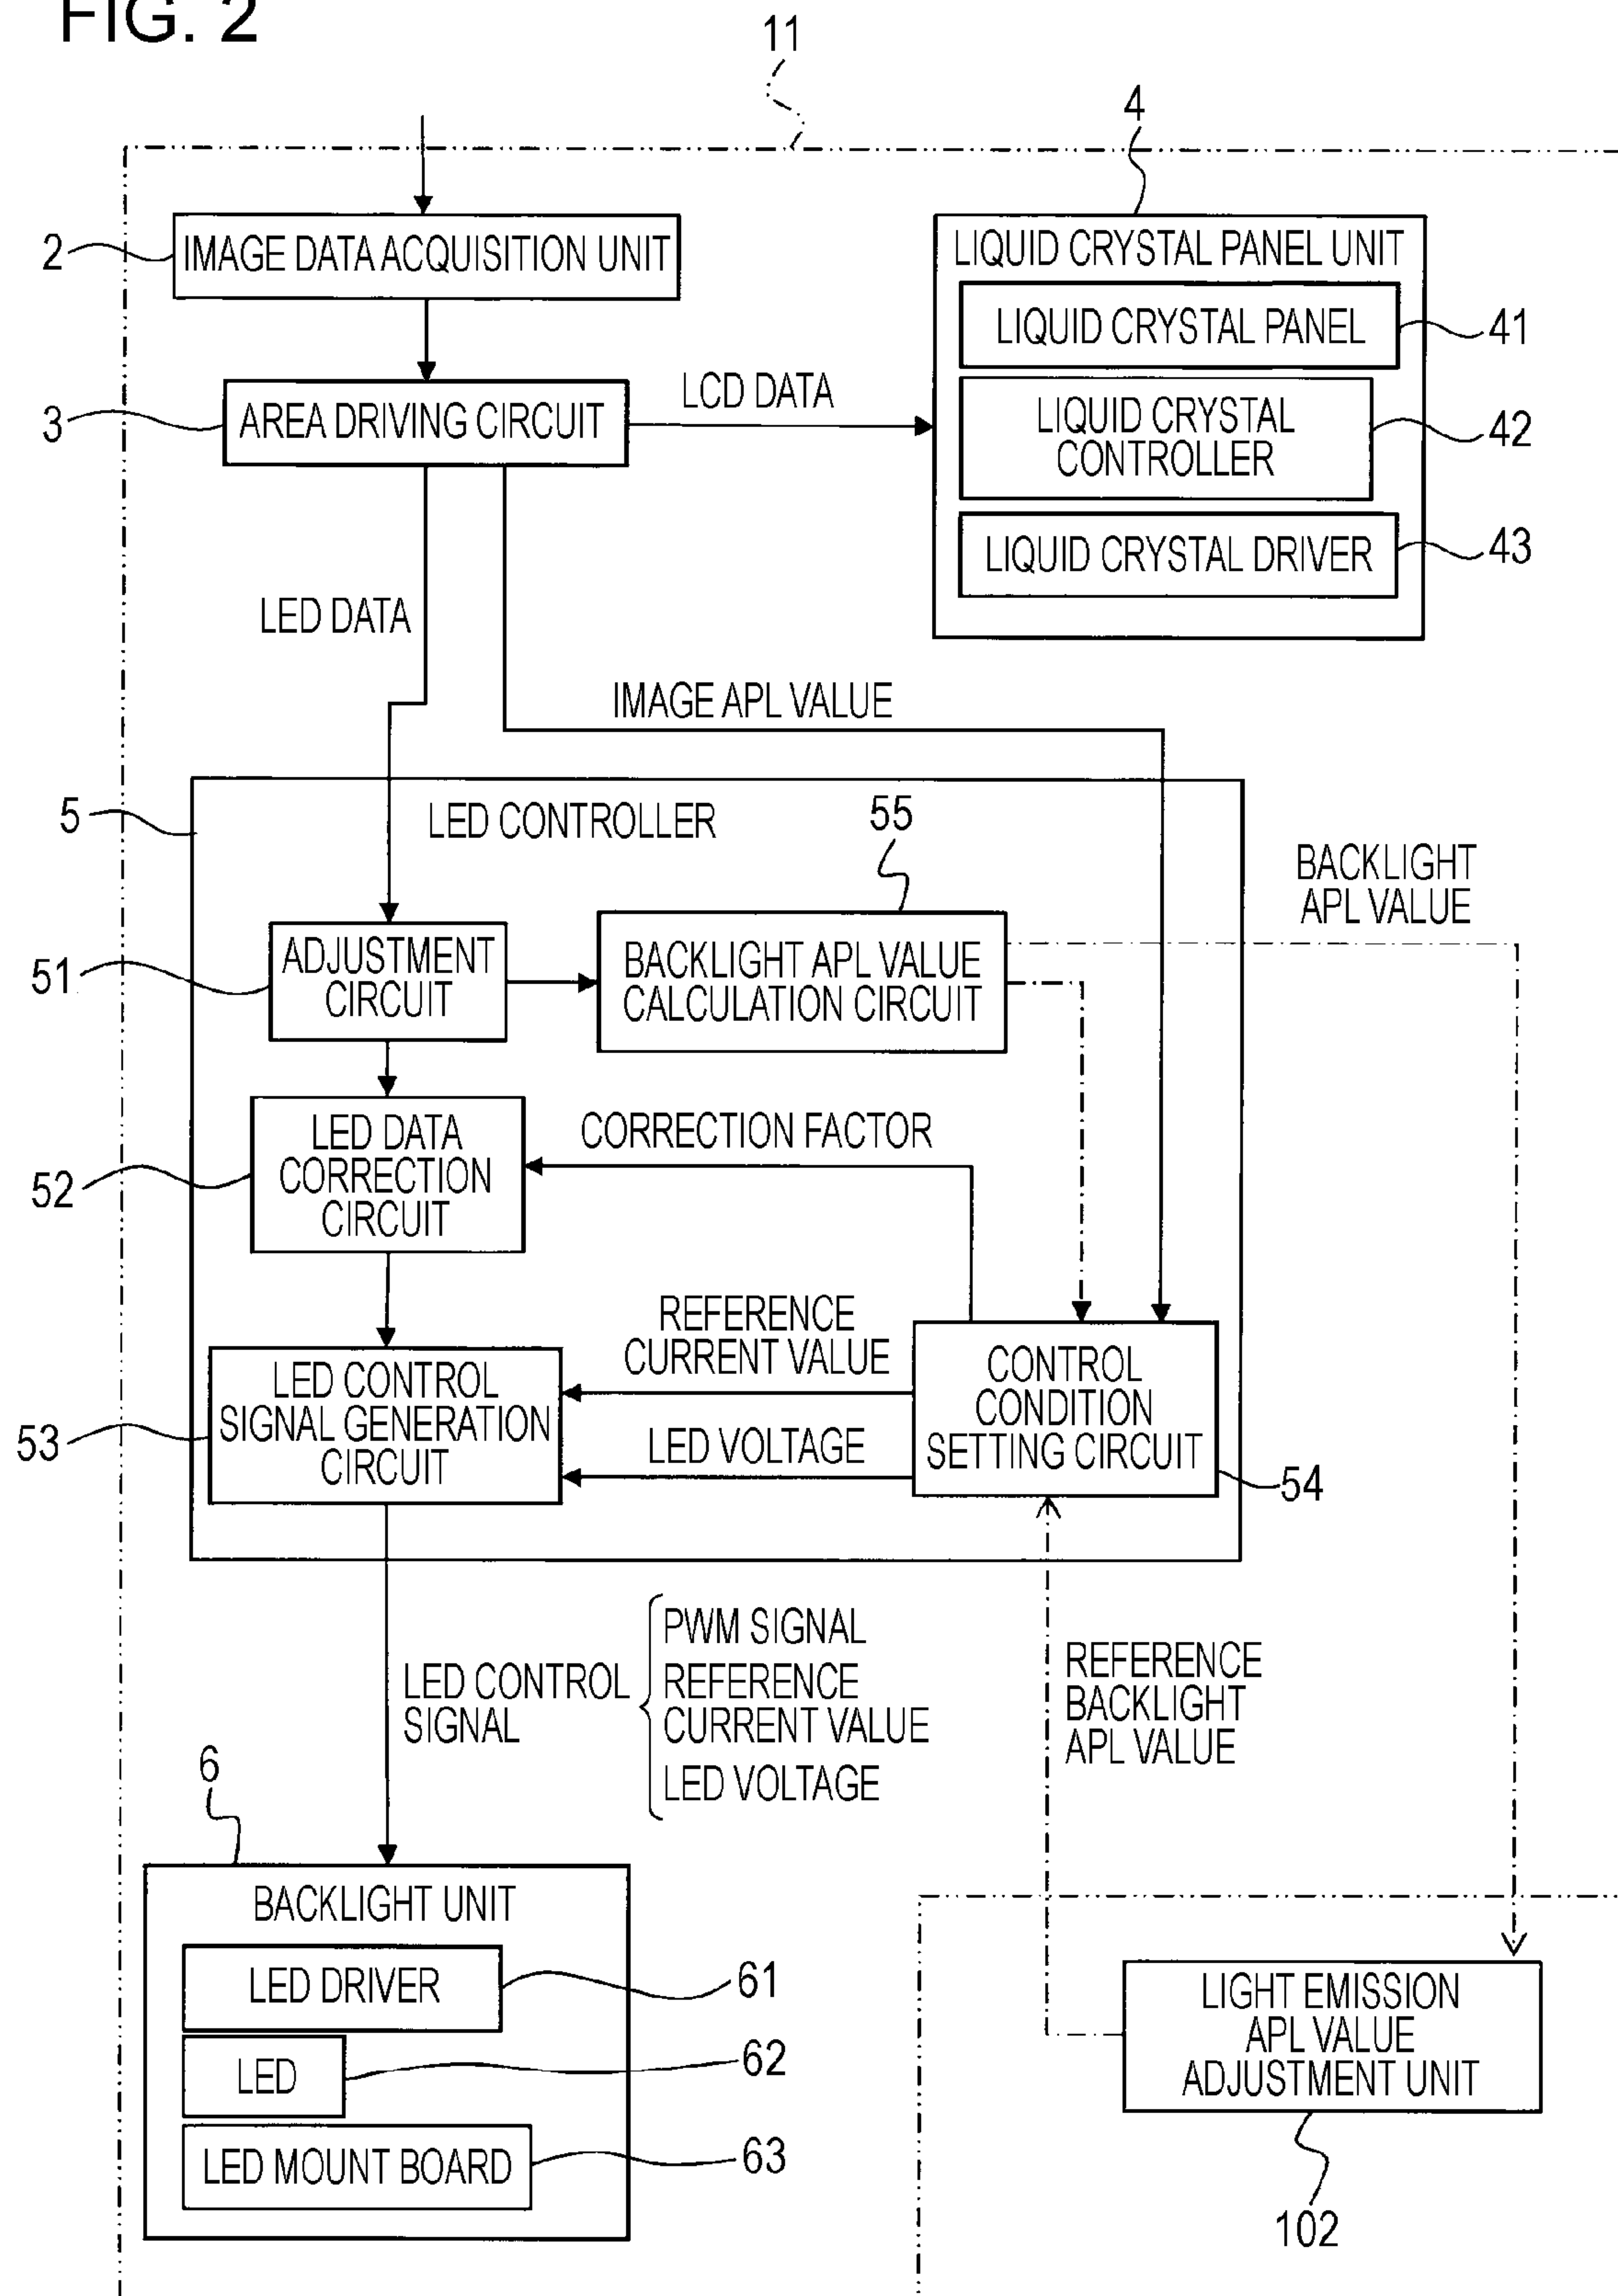 FIG. 2
11
4
2
IMAGE DATA ACQUISITION UNIT
LIQUID CRYSTAL PANEL UNIT
LIQUID CRYSTAL PANEL
41
3
AREA DRIVING CIRCUIT
LCD DATA
LIQUID CRYSTAL
CONTROLLER
42
LIQUID CRYSTAL DRIVER
43
LED DATA
IMAGE APL VALUE
5
LED CONTROLLER
55
BACKLIGHT
APL VALUE
51
ADJUSTMENT
CIRCUIT
BACKLIGHT APL VALUE
CALCULATION CIRCUIT
52
LED DATA
CORRECTION
CIRCUIT
CORRECTION FACTOR
REFERENCE
CURRENT VALUE
53
LED CONTROL
SIGNAL GENERATION
CIRCUIT
LED VOLTAGE
CONTROL
CONDITION
SETTING CIRCUIT
54
LED CONTROL
SIGNAL
PWM SIGNAL
REFERENCE
CURRENT VALUE
LED VOLTAGE
REFERENCE
BACKLIGHT
APL VALUE
6
BACKLIGHT UNIT
LED DRIVER
61
LED
62
LED MOUNT BOARD
63
LIGHT EMISSION
APL VALUE
ADJUSTMENT UNIT
102